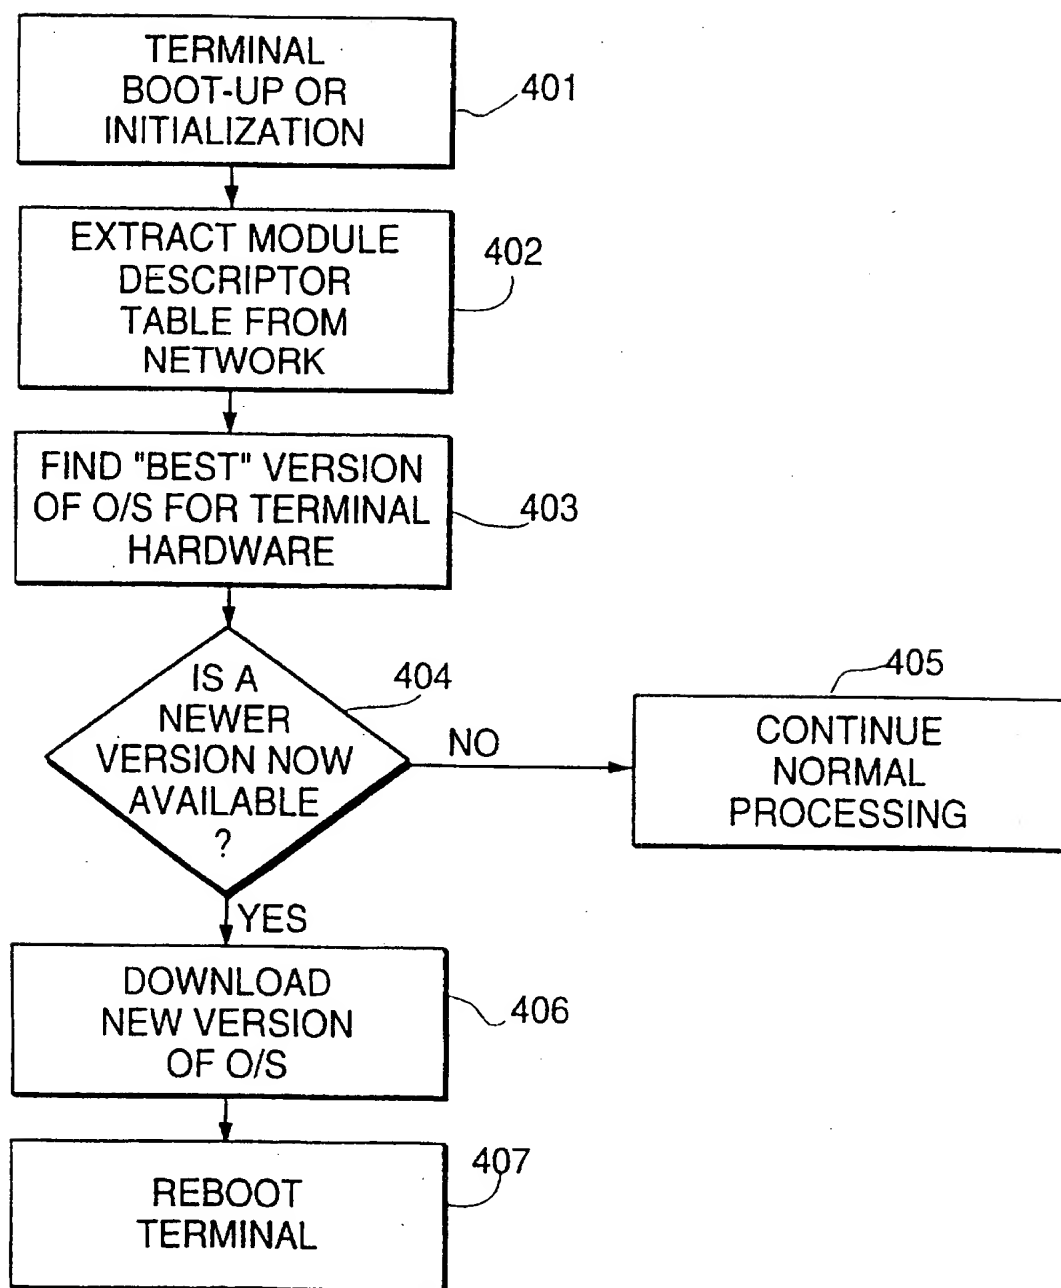 TERMINAL
BOOT-UP OR
INITIALIZATION
401
EXTRACT MODULE
DESCRIPTOR
TABLE FROM
NETWORK
402
FIND "BEST" VERSION
OF O/S FOR TERMINAL
HARDWARE
403
IS A
NEWER
VERSION NOW
AVAILABLE
?
404
NO
405
CONTINUE
NORMAL
PROCESSING
YES
DOWNLOAD
NEW VERSION
OF O/S
406
REBOOT
TERMINAL
407